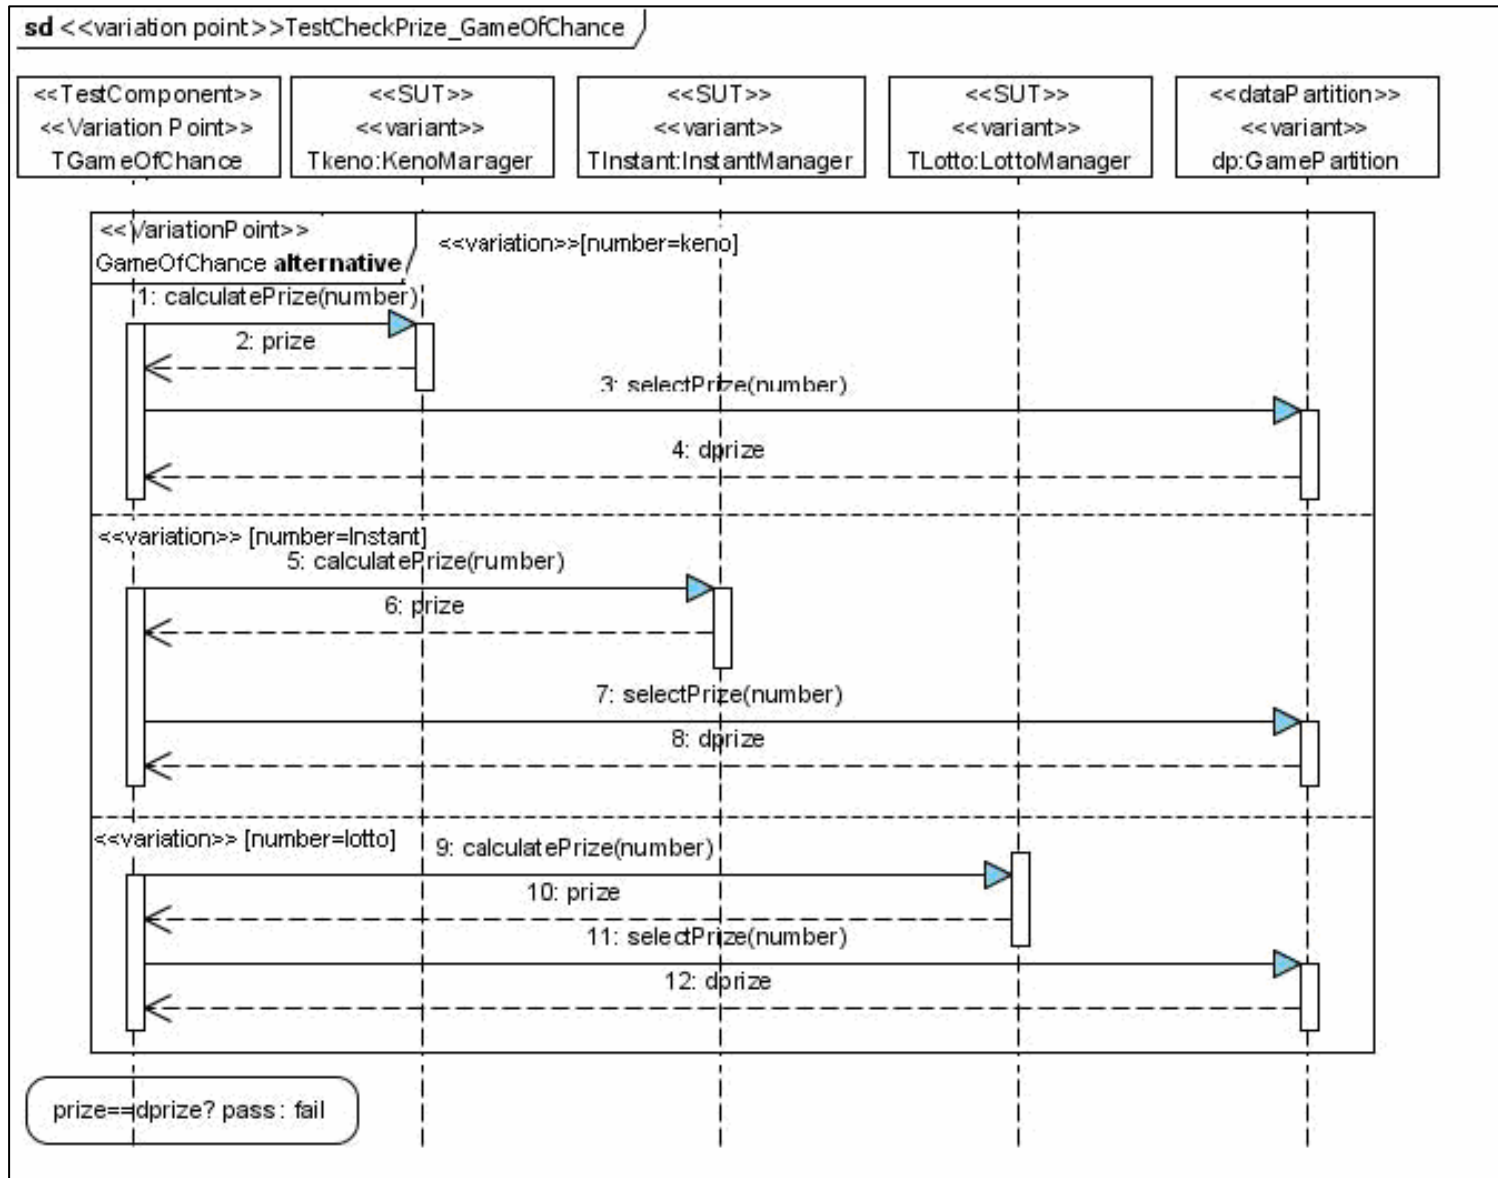 sd <<variation point>>TestCheckPrize_GameOfChance
<<TestComponent>>
<<Variation Point>>
TGameOfChance
<<SUT>>
<<variant>>
Tkeno:KenoMarager
<<SUT>>
<<variant>>
TInstant:InstantManager
<<SUT>>
<<variant>>
TLotto:LottoManager
<<dataPartition>>
<<variant>>
dp:GamePartition
<<VariationPoint>>
GameOfChance alternative
<<variation>>[number=keno]
1: calculatePrize(number)
2: prize
3: selectPrize(number)
4: dprize
<<variation>> [number=Instant]
5: calculatePrize(number)
6: prize
7: selectPrize(number)
8: dprize
<<variation>> [number=lotto]
9: calculatePrize(number)
10: prize
11: selectPrize(number)
12: dprize
prize==dprize? pass : fail